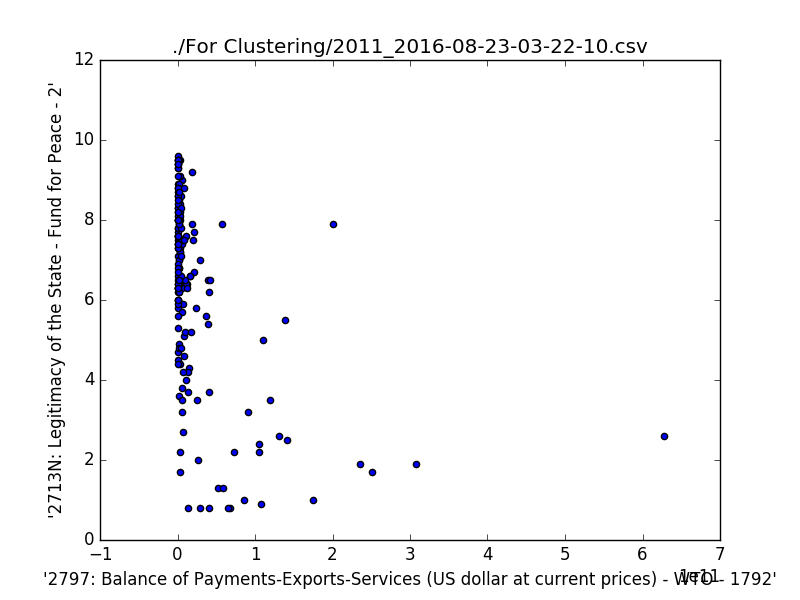 ./For Clustering/2011_2016-08-23-03-22-10.csv
12
10
8
6
4
2
0
'2713N: Legitimacy of the State - Fund for Peace - 2'
−1 0 1 2 3 4 5 6 7
1e11
'2797: Balance of Payments-Exports-Services (US dollar at current prices) - WTO - 1792'